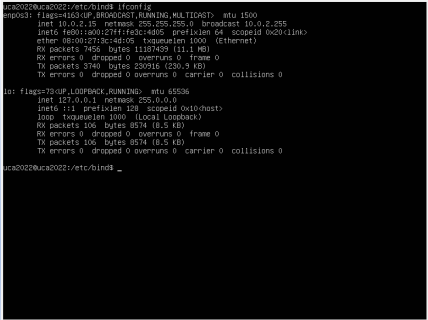 uca2022@uca2022:/etc/bind$ ifconfig
enp0s3: flags=4163<UP,BROADCAST,RUNNING,MULTICAST>  mtu 1500
        inet 10.0.2.15  netmask 255.255.255.0  broadcast 10.0.2.255
        inet6 fe80::a00:27ff:fe3c:4d05  prefixlen 64  scopeid 0x20<link>
        ether 08:00:27:3c:4d:05  txqueuelen 1000  (Ethernet)
        RX packets 7456  bytes 11187439 (11.1 MB)
        RX errors 0  dropped 0  overruns 0  frame 0
        TX packets 3740  bytes 230916 (230.9 KB)
        TX errors 0  dropped 0 overruns 0  carrier 0  collisions 0
lo: flags=73<UP,LOOPBACK,RUNNING>  mtu 65536
        inet 127.0.0.1  netmask 255.0.0.0
        inet6 ::1  prefixlen 128  scopeid 0x10<host>
        loop  txqueuelen 1000  (Local Loopback)
        RX packets 106  bytes 8574 (8.5 KB)
        RX errors 0  dropped 0  overruns 0  frame 0
        TX packets 106  bytes 8574 (8.5 KB)
        TX errors 0  dropped 0 overruns 0  carrier 0  collisions 0
uca2022@uca2022:/etc/bind$ _